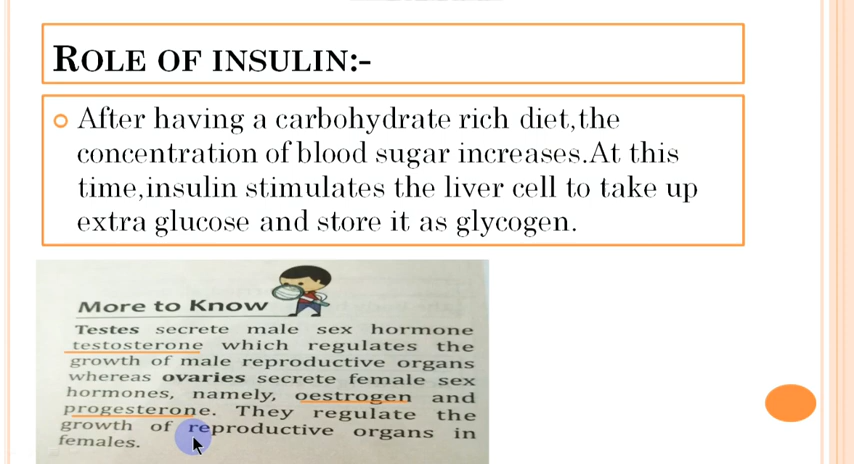 ROLE OF INSULIN:-
After having a carbohydrate rich diet,the
concentration of blood sugar increases.At this
time,insulin stimulates the liver cell to take up
extra glucose and store it as glycogen.
More to Know
Testes secrete male sex hormone
testosterone which regulates the
growth of male reproductive organs
whereas ovaries secrete female sex
hormones, namely, oestrogen and
progesterone. They regulate the
growth of reproductive organs in
females.